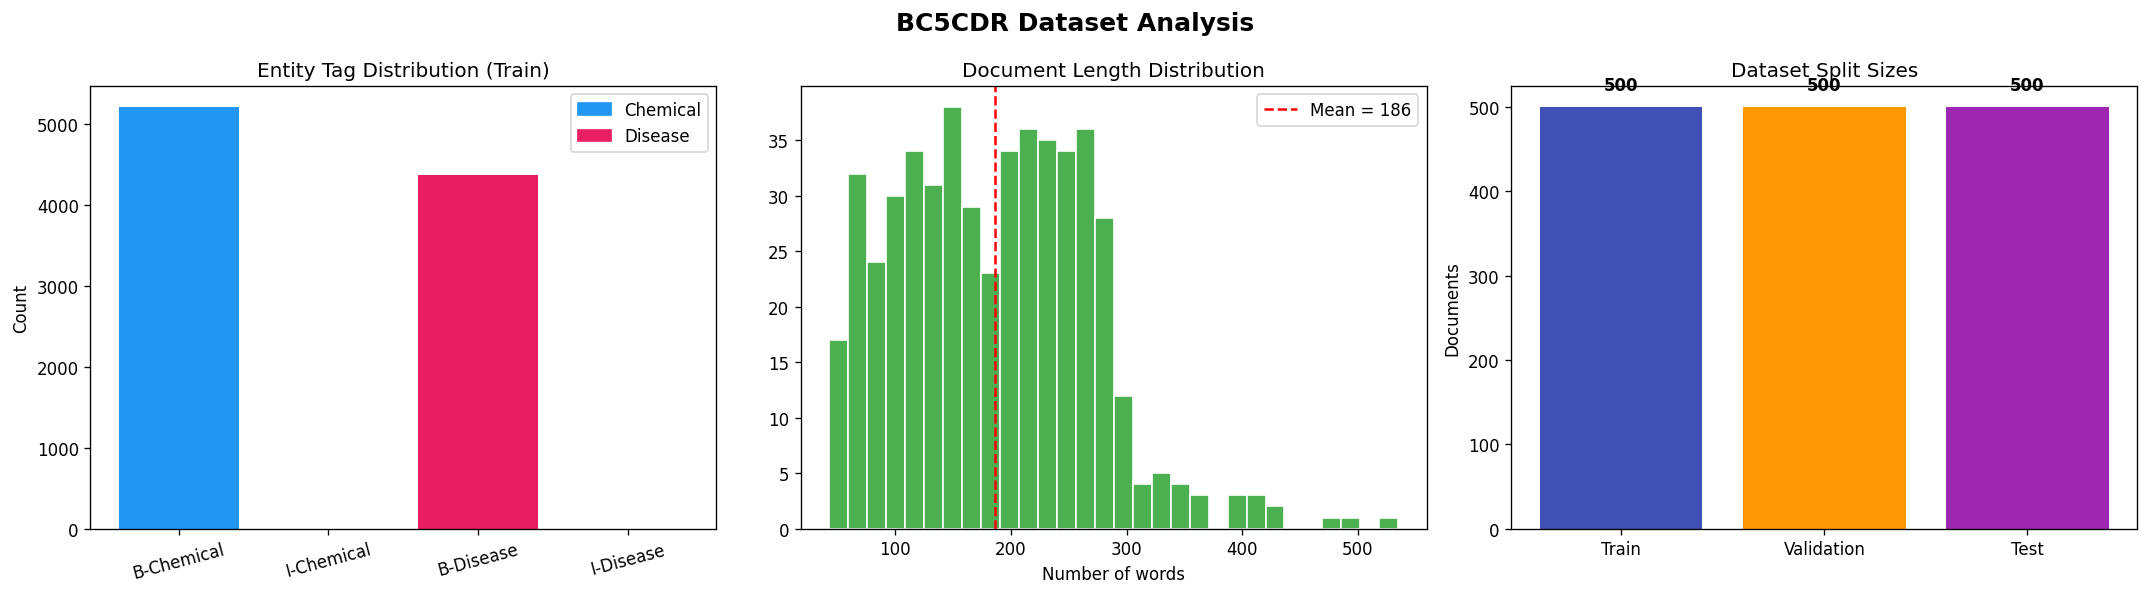 BC5CDR Dataset Analysis
Entity Tag Distribution (Train)
Count
5000
4000
3000
2000
1000
0
B-Chemical
I-Chemical
B-Disease
I-Disease
Chemical
Disease
Document Length Distribution
35
30
25
20
15
10
5
0
100
200
300
400
500
Number of words
Mean = 186
Dataset Split Sizes
500
500
500
Documents
500
400
300
200
100
0
Train
Validation
Test